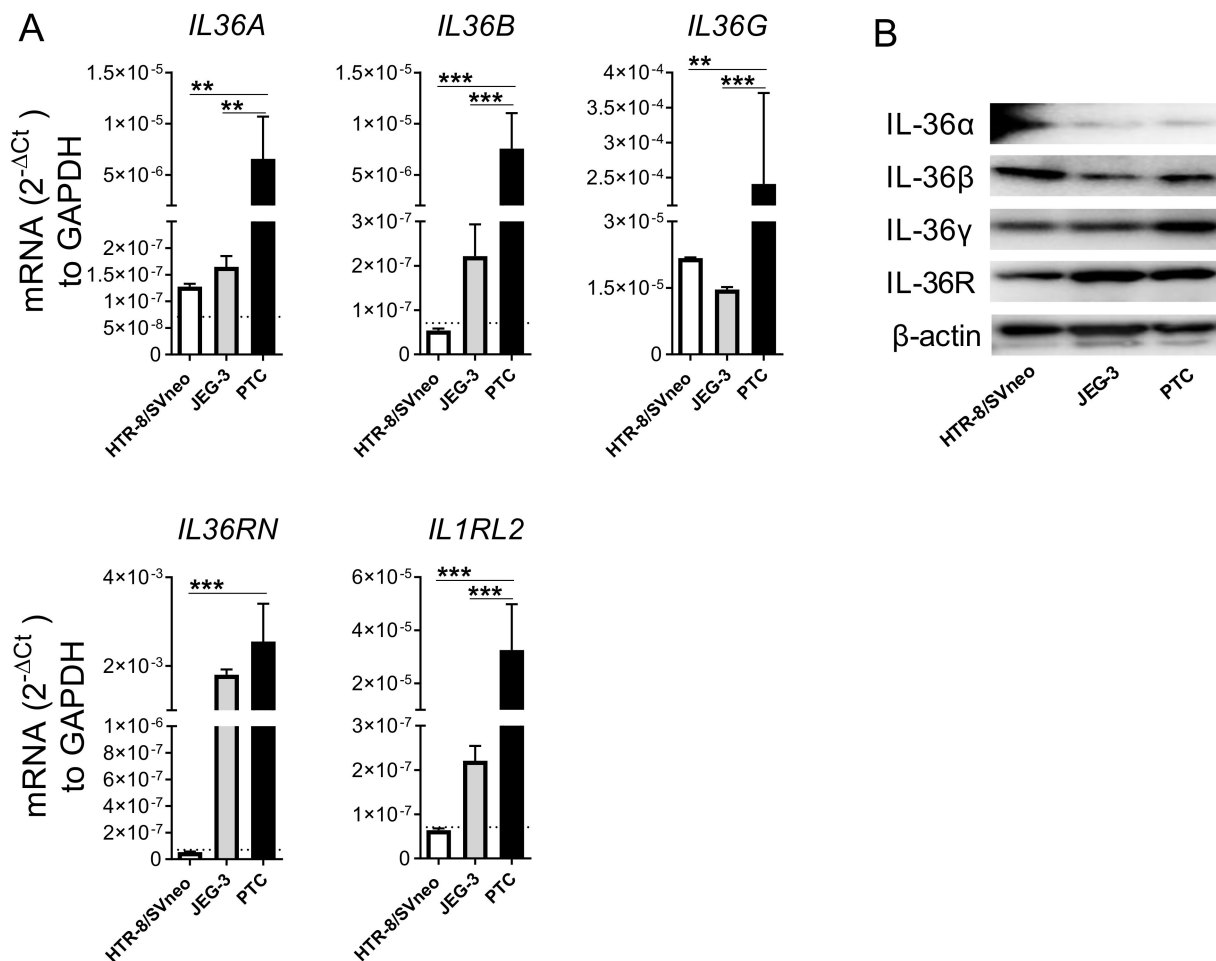 A
IL36A
IL36B
IL36G
B
mRNA (2^-ΔCt) to GAPDH
1.5×10^-5
1×10^-5
5×10^-6
2×10^-7
1.5×10^-7
1×10^-7
5×10^-8
0
**
**
HTR-8/SVneo
JEG-3
PTC
1.5×10^-5
1×10^-5
5×10^-6
3×10^-7
2×10^-7
1×10^-7
0
***
***
HTR-8/SVneo
JEG-3
PTC
4×10^-4
3.5×10^-4
2×10^-4
2.5×10^-4
3×10^-5
1.5×10^-5
0
**
***
HTR-8/SVneo
JEG-3
PTC
IL-36α
IL-36β
IL-36γ
IL-36R
β-actin
HTR-8/SVneo
JEG-3
PTC
IL36RN
IL1RL2
mRNA (2^-ΔCt) to GAPDH
4×10^-3
2×10^-3
1×10^-6
8×10^-7
6×10^-7
4×10^-7
2×10^-7
0
***
HTR-8/SVneo
JEG-3
PTC
6×10^-5
4×10^-5
2×10^-5
3×10^-7
2×10^-7
1×10^-7
0
***
***
HTR-8/SVneo
JEG-3
PTC